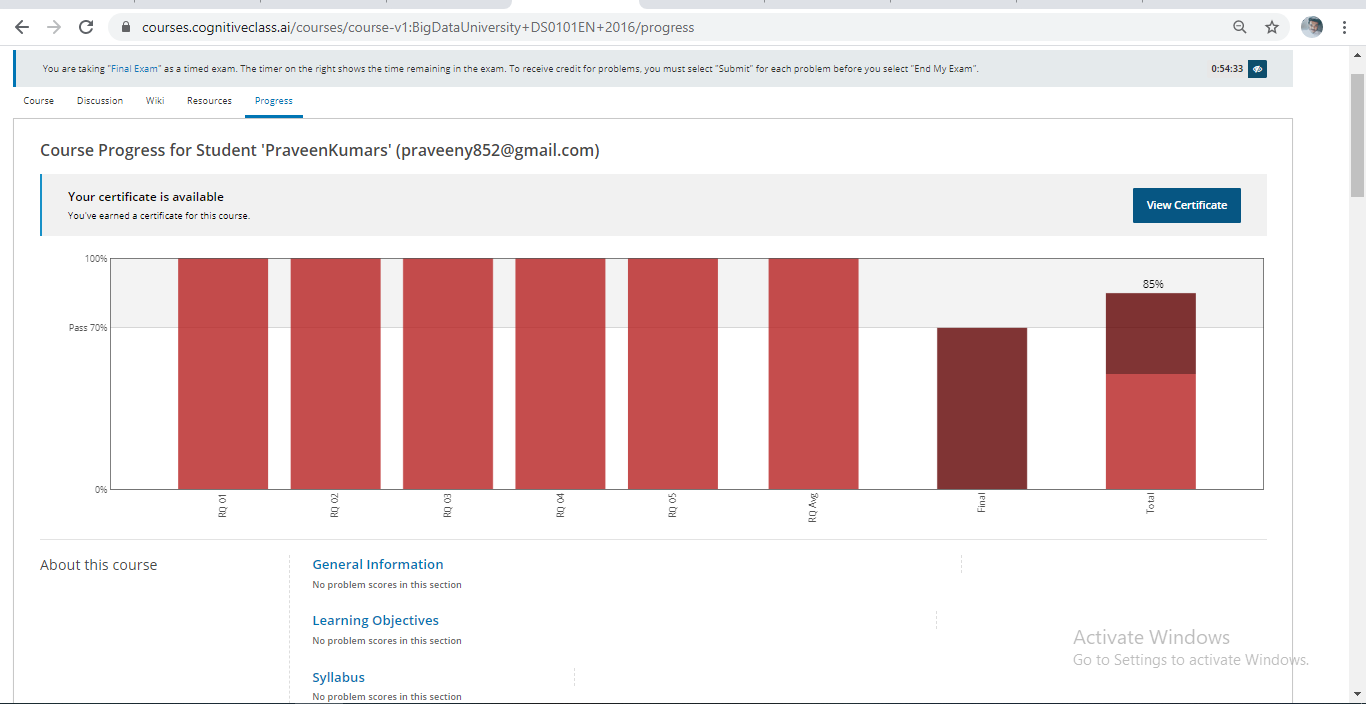 courses.cognitiveclass.ai/courses/course-v1:BigDataUniversity+DS0101EN+2016/progress
You are taking "Final Exam" as a timed exam. The timer on the right shows the time remaining in the exam. To receive credit for problems, you must select "Submit" for each problem before you select "End My Exam".
0:54:33
Course Discussion Wiki Resources Progress
Course Progress for Student 'PraveenKumars' (praveeny852@gmail.com)
Your certificate is available
You've earned a certificate for this course.
View Certificate
100%
85%
Pass 70%
0%
RQ 01 RQ 02 RQ 03 RQ 04 RQ 05 RQ Avg Final Total
About this course
General Information
No problem scores in this section
Learning Objectives
No problem scores in this section
Syllabus
No problem scores in this section
Activate Windows
Go to Settings to activate Windows.